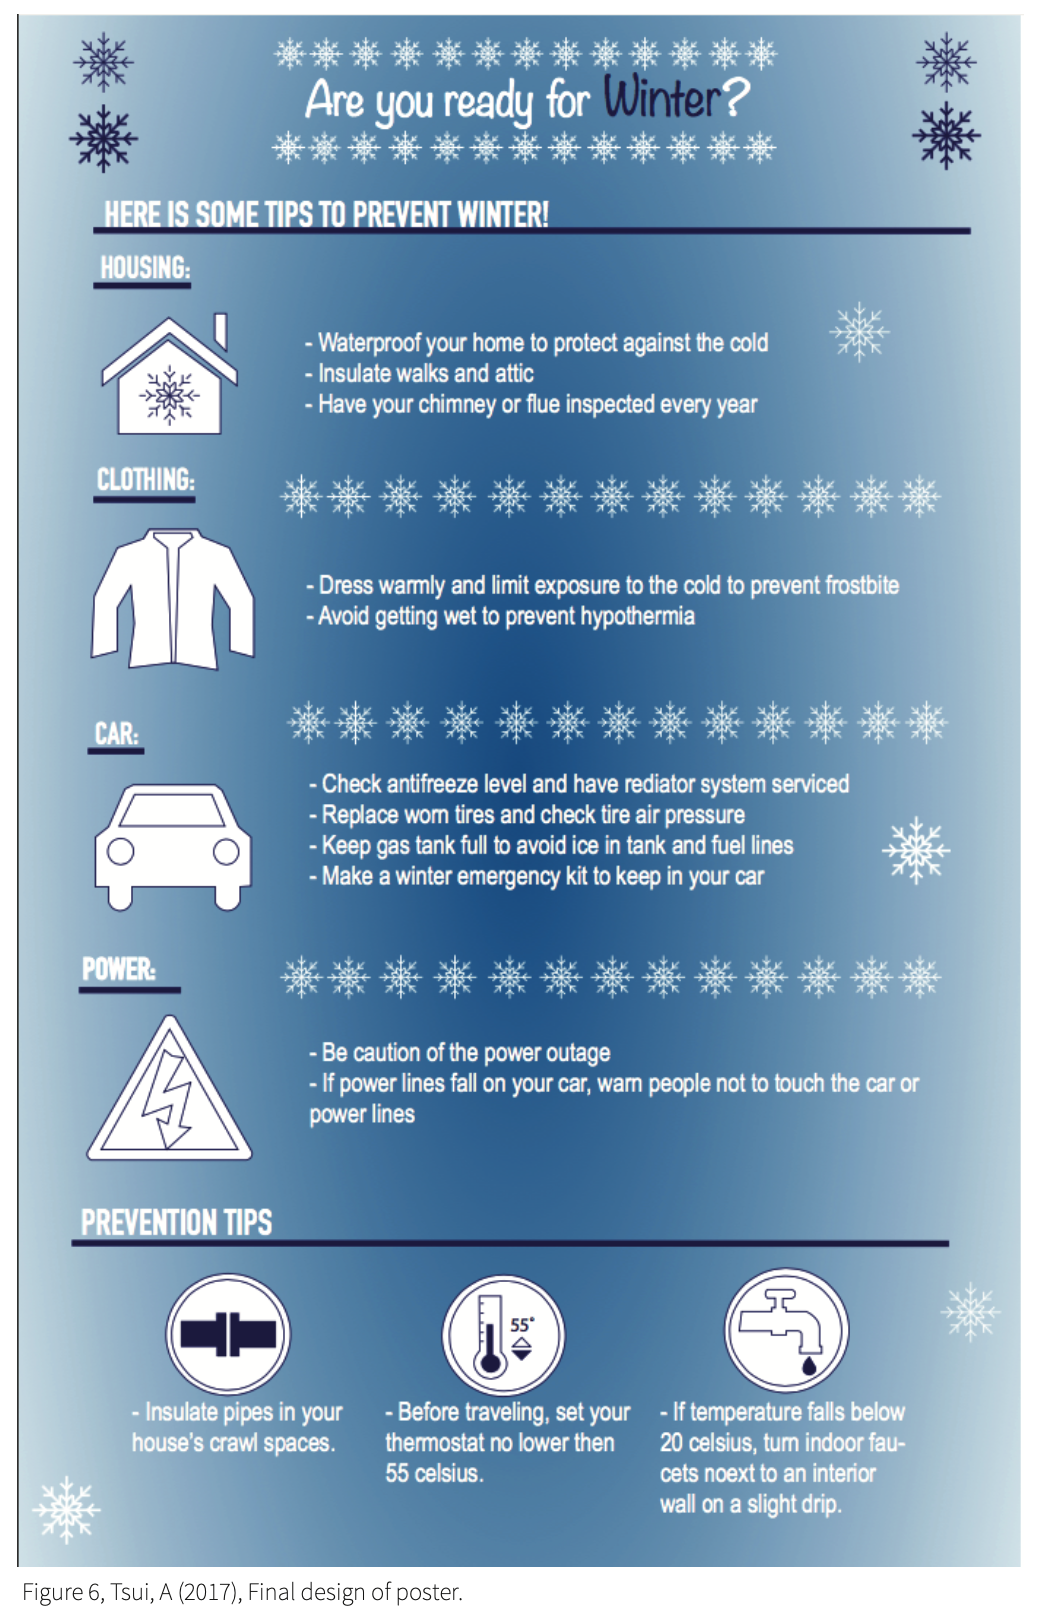 Are you ready for Winter?
HERE IS SOME TIPS TO PREVENT WINTER!
HOUSING:
- Waterproof your home to protect against the cold
- Insulate walks and attic
- Have your chimney or flue inspected every year
CLOTHING:
- Dress warmly and limit exposure to the cold to prevent frostbite
- Avoid getting wet to prevent hypothermia
CAR:
- Check antifreeze level and have rediator system serviced
- Replace worn tires and check tire air pressure
- Keep gas tank full to avoid ice in tank and fuel lines
- Make a winter emergency kit to keep in your car
POWER:
- Be caution of the power outage
- If power lines fall on your car, warn people not to touch the car or
power lines
PREVENTION TIPS
- Insulate pipes in your
house's crawl spaces.
55°
- Before traveling, set your
thermostat no lower then
55 celsius.
- If temperature falls below
20 celsius, turn indoor fau-
cets noext to an interior
wall on a slight drip.
Figure 6, Tsui, A (2017), Final design of poster.